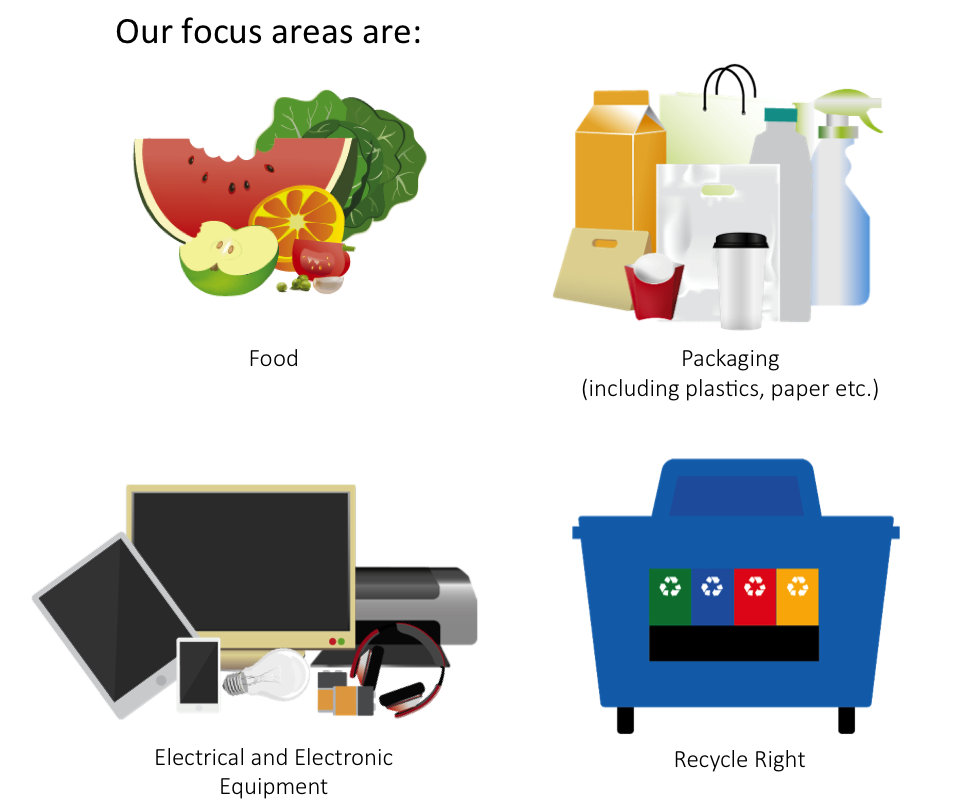 Our focus areas are:
Food
Packaging
(including plastics, paper etc.)
Electrical and Electronic
Equipment
Recycle Right